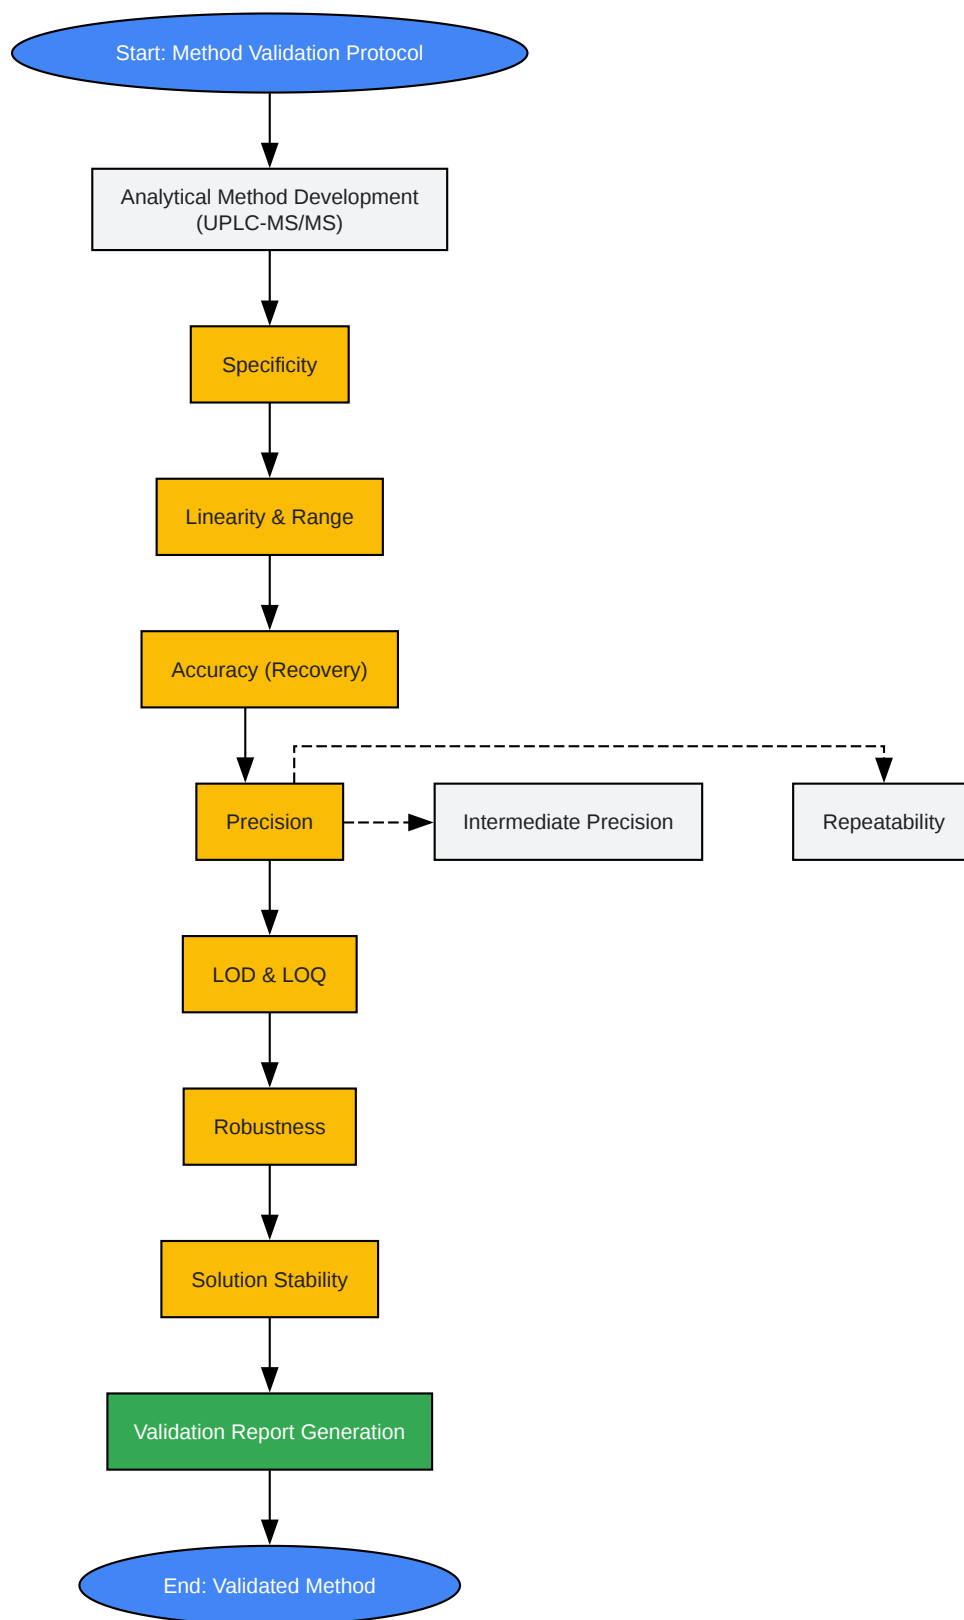 Start: Method Validation Protocol
Analytical Method Development
(UPLC-MS/MS)
Specificity
Linearity & Range
Accuracy (Recovery)
Precision
Intermediate Precision
Repeatability
LOD & LOQ
Robustness
Solution Stability
Validation Report Generation
End: Validated Method